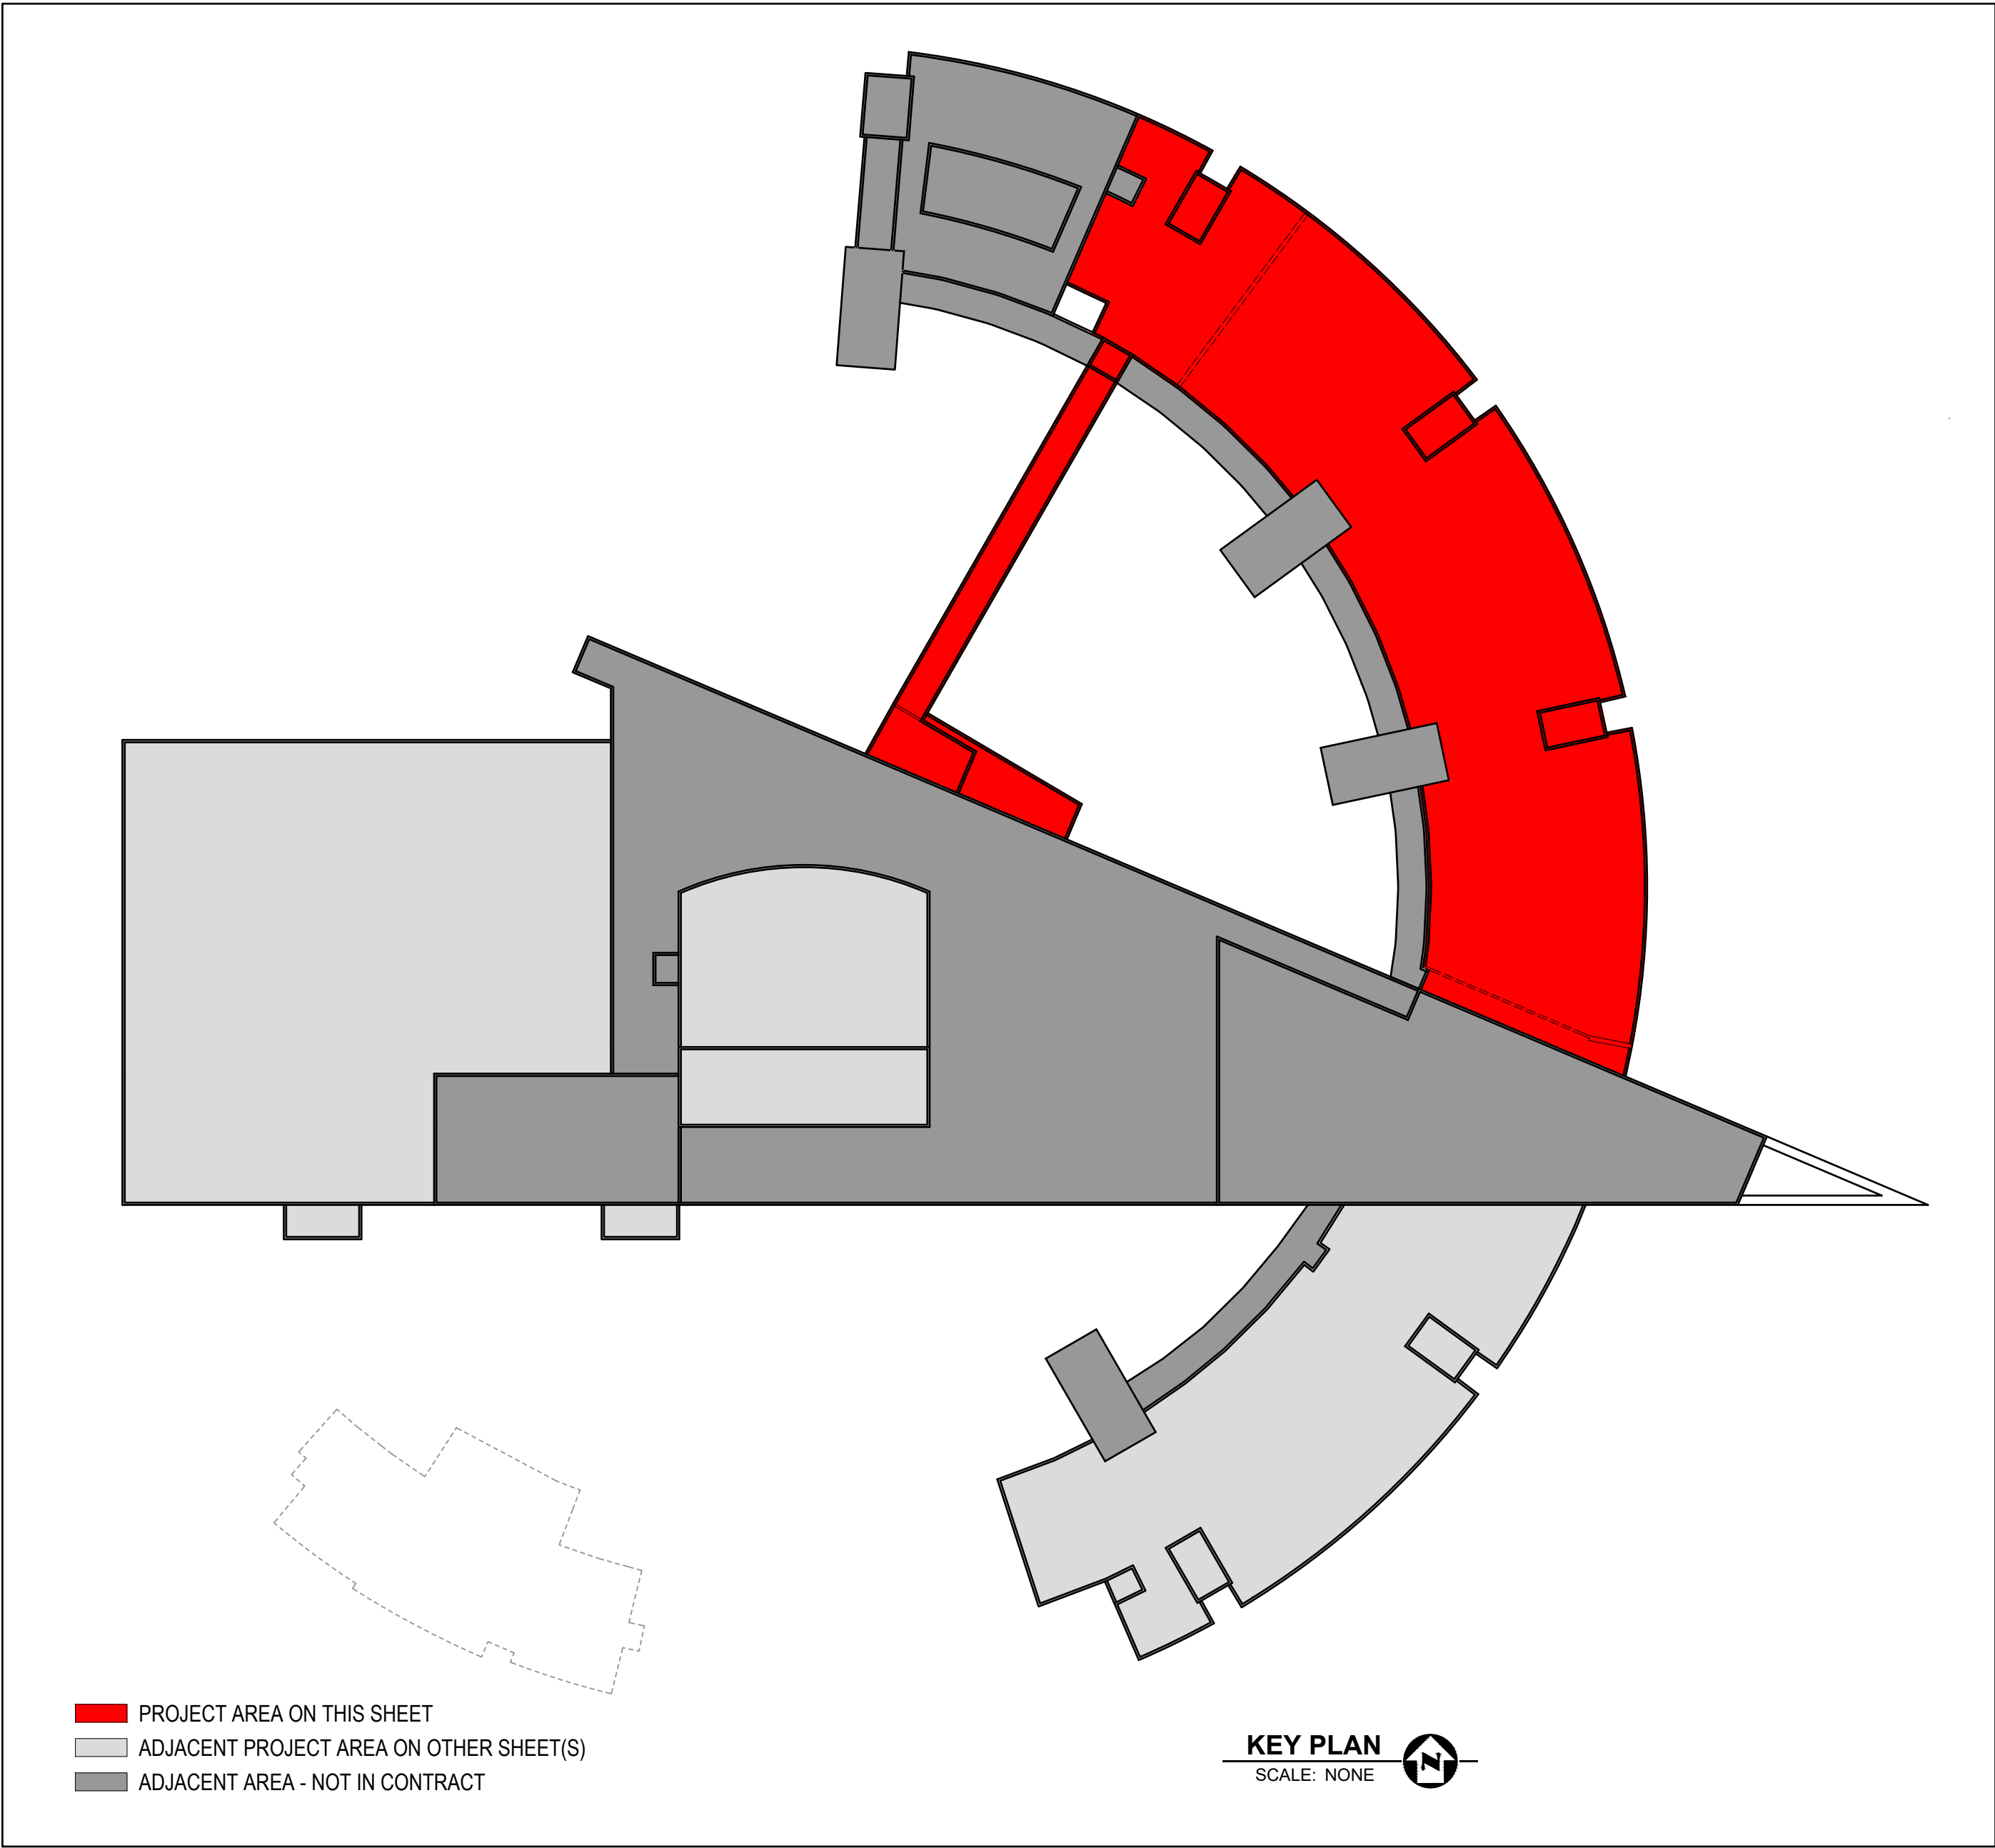 PROJECT AREA ON THIS SHEET
ADJACENT PROJECT AREA ON OTHER SHEET(S)
ADJACENT AREA - NOT IN CONTRACT
KEY PLAN
SCALE: NONE
N